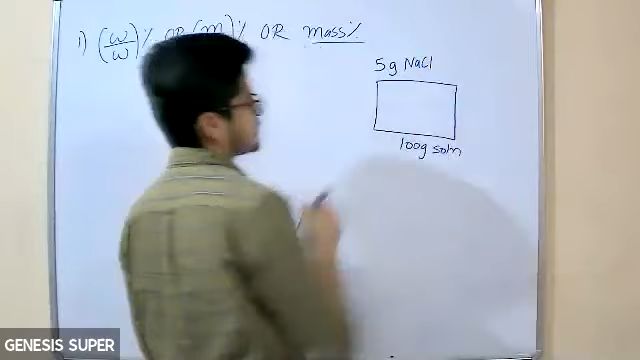 1) (w/w)% OR (m )% OR mass%
5g NaCl
100g soln
GENESIS SUPER